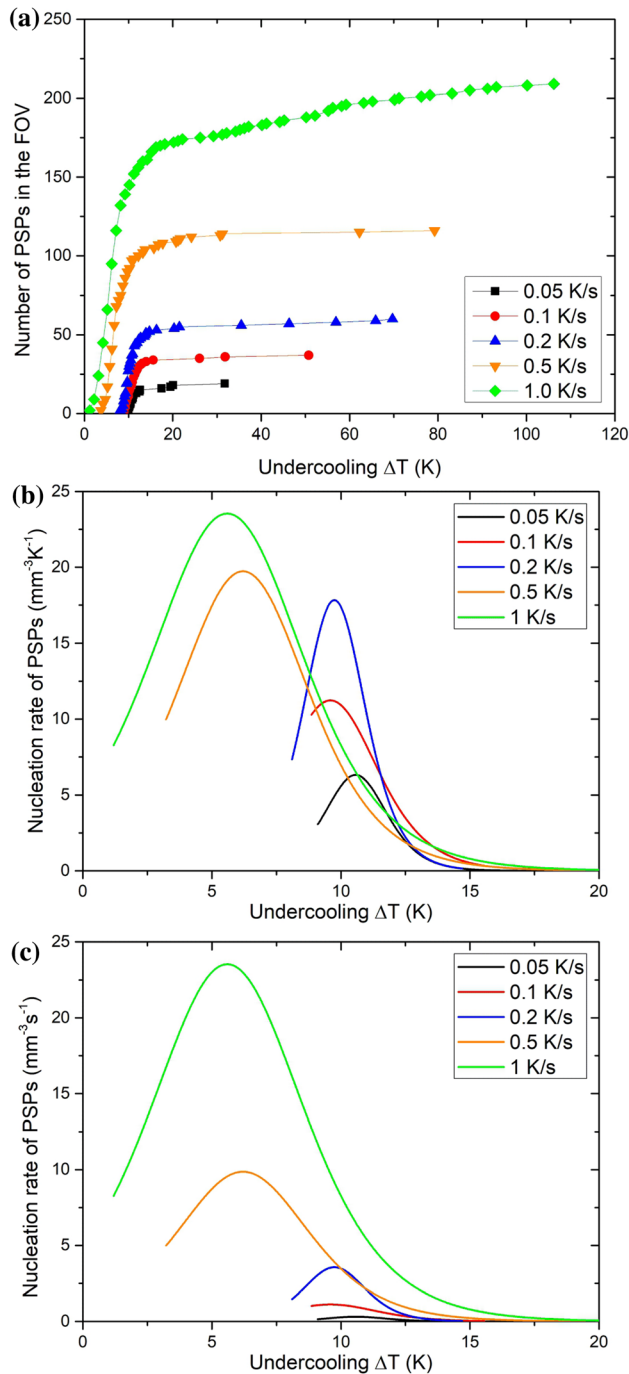 (a)
250
200
150
100
50
0
Number of PSPs in the FOV
0.05 K/s
0.1 K/s
0.2 K/s
0.5 K/s
1.0 K/s
0 20 40 60 80 100 120
Undercooling ΔT (K)
(b)
25
20
15
10
5
0
Nucleation rate of PSPs (mm⁻³K⁻¹)
0.05 K/s
0.1 K/s
0.2 K/s
0.5 K/s
1 K/s
0 5 10 15 20
Undercooling ΔT (K)
(c)
25
20
15
10
5
0
Nucleation rate of PSPs (mm⁻³s⁻¹)
0.05 K/s
0.1 K/s
0.2 K/s
0.5 K/s
1 K/s
0 5 10 15 20
Undercooling ΔT (K)